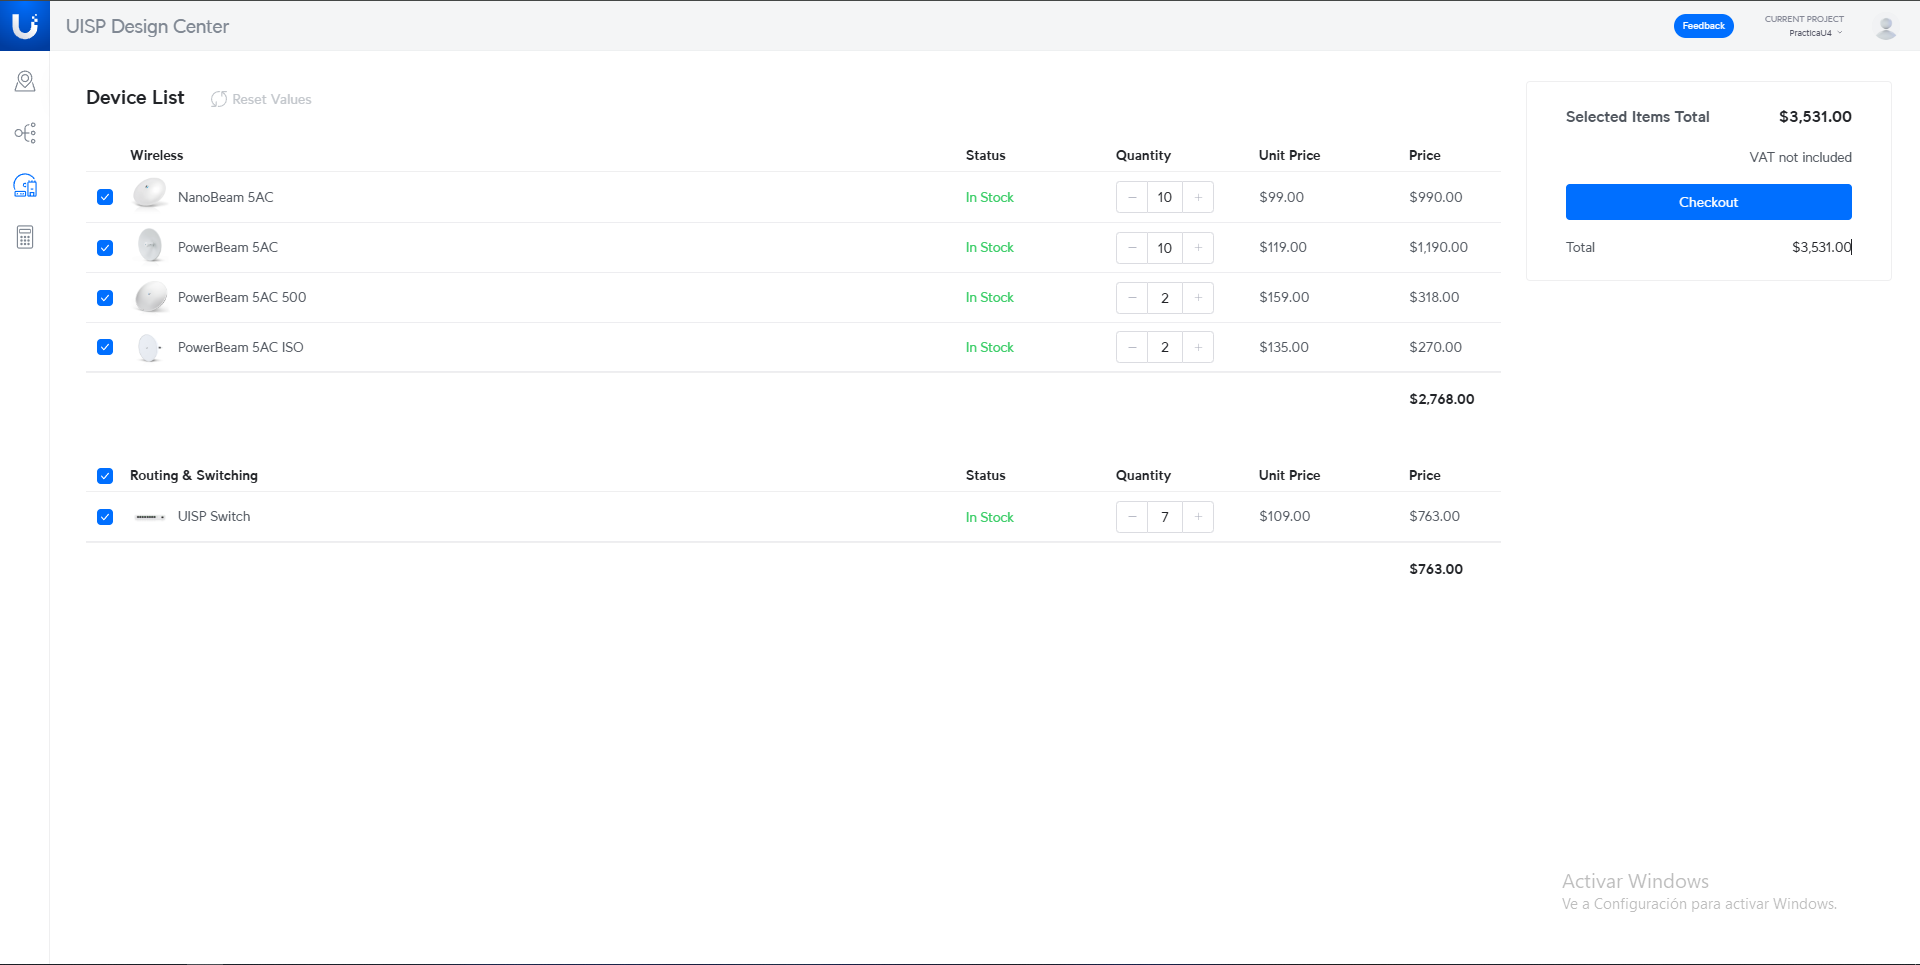 UISP Design Center
Feedback
CURRENT PROJECT
PracticaU4
Device List
Reset Values
Wireless Status Quantity Unit Price Price
NanoBeam 5AC In Stock 10 $99.00 $990.00
PowerBeam 5AC In Stock 10 $119.00 $1,190.00
PowerBeam 5AC 500 In Stock 2 $159.00 $318.00
PowerBeam 5AC ISO In Stock 2 $135.00 $270.00
$2,768.00
Routing & Switching Status Quantity Unit Price Price
UISP Switch In Stock 7 $109.00 $763.00
$763.00
Selected Items Total $3,531.00
VAT not included
Checkout
Total $3,531.00
Activar Windows
Ve a Configuración para activar Windows.